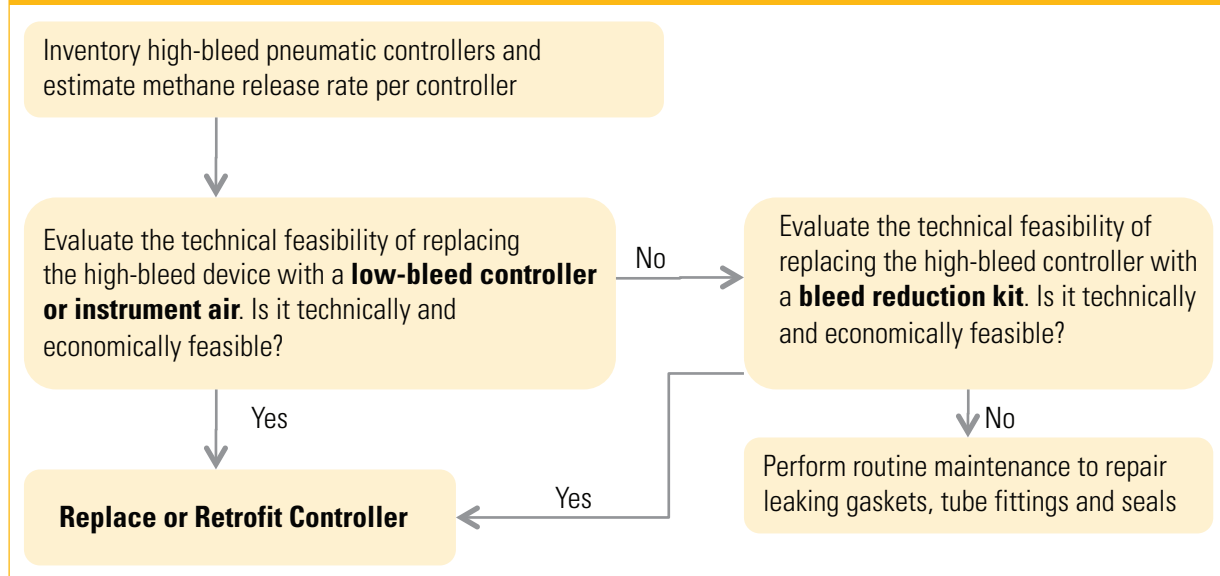 Inventory high-bleed pneumatic controllers and
estimate methane release rate per controller
Evaluate the technical feasibility of replacing
the high-bleed device with a low-bleed controller
or instrument air. Is it technically and
economically feasible?
No
Evaluate the technical feasibility of
replacing the high-bleed controller with
a bleed reduction kit. Is it technically
and economically feasible?
Yes
No
Replace or Retrofit Controller
Yes
Perform routine maintenance to repair
leaking gaskets, tube fittings and seals